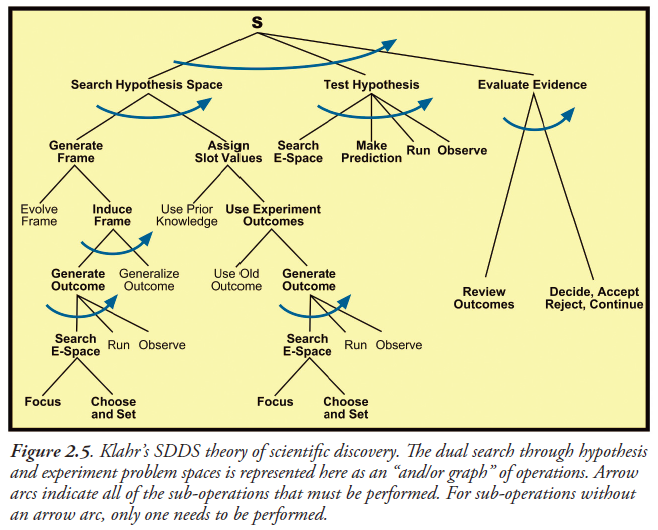 S
Search Hypothesis Space
Test Hypothesis
Evaluate Evidence
Generate
Frame
Assign
Slot Values
Search
E-Space
Make
Prediction
Run
Observe
Evolve
Frame
Induce
Frame
Use Prior
Knowledge
Use Experiment
Outcomes
Generate
Outcome
Generalize
Outcome
Use Old
Outcome
Generate
Outcome
Review
Outcomes
Decide, Accept
Reject, Continue
Search
E-Space
Run
Observe
Search
E-Space
Run
Observe
Focus
Choose
and Set
Focus
Choose
and Set
Figure 2.5. Klahr's SDDS theory of scientific discovery. The dual search through hypothesis
and experiment problem spaces is represented here as an “and/or graph” of operations. Arrow
arcs indicate all of the sub-operations that must be performed. For sub-operations without
an arrow arc, only one needs to be performed.